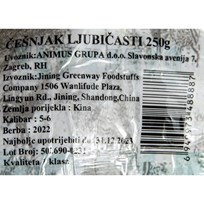 ČEŠNJAK LJUBIČASTI 250g
Uvoznik:ANIMUS GRUPA d.o.o. Slavonska avenija 7,
Zagreb, RH
Izvoznik:Jining Greenway Foodstuffs
Company 1506 Wanlifude Plaza,
Lingyun Rd., Jining, Shandong,China
Zemlja porijekla : Kina
Kalibar : 5-6
Berba : 2022
Najbolje upotrijebiti do 31.12.2023
Lot Broj:
Kvaliteta / klasa: